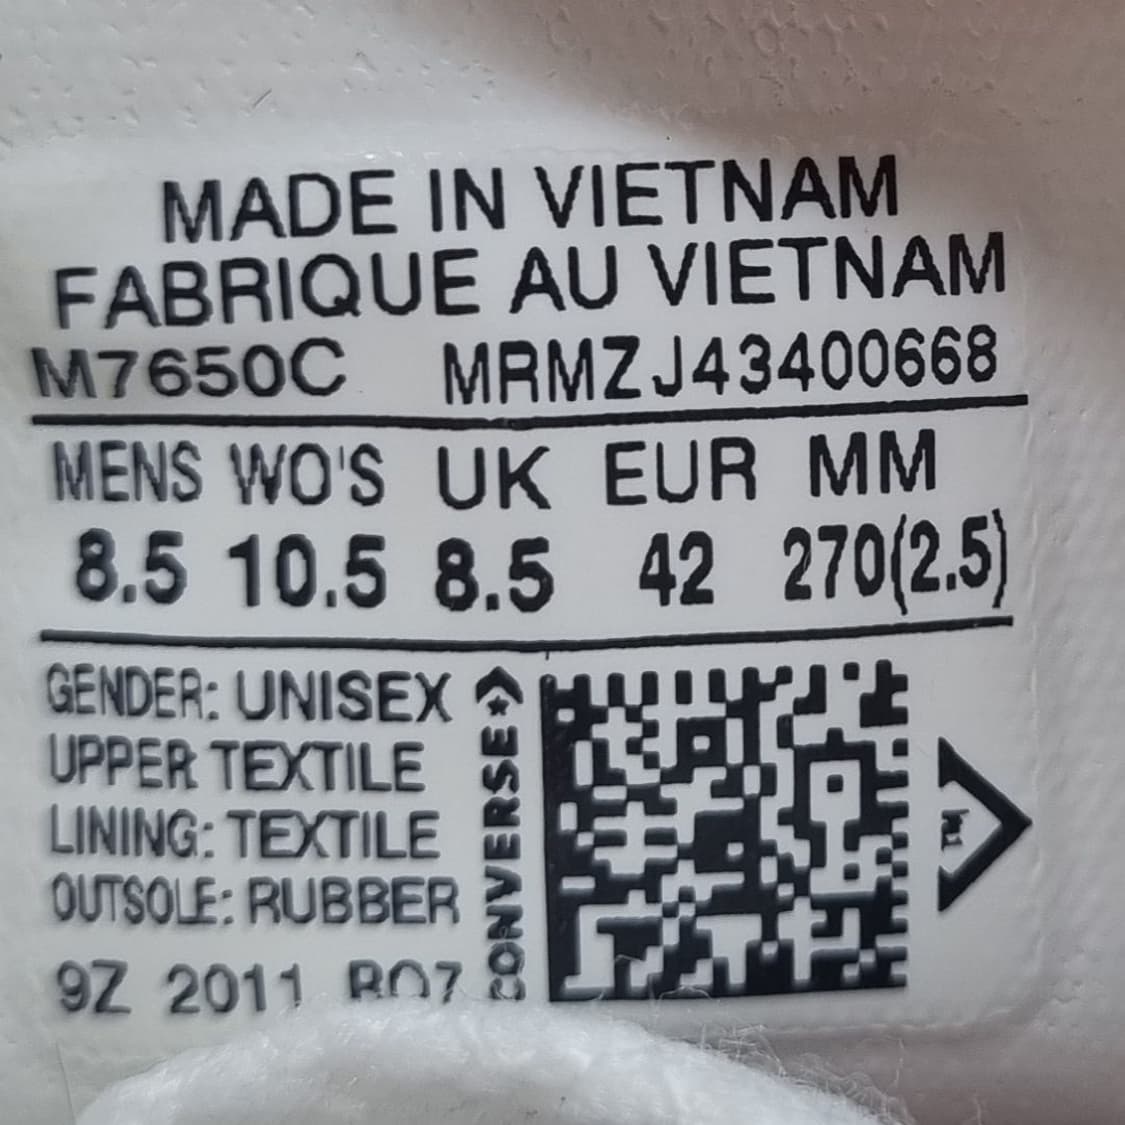 MADE IN VIETNAM
FABRIQUE AU VIETNAM
M7650C MRMZJ43400668
MENS WO'S UK EUR MM
8.5 10.5 8.5 42 270(2.5)
GENDER: UNISEX
UPPER TEXTILE
LINING: TEXTILE
OUTSOLE: RUBBER
9Z 2011
CONVERSE
TM